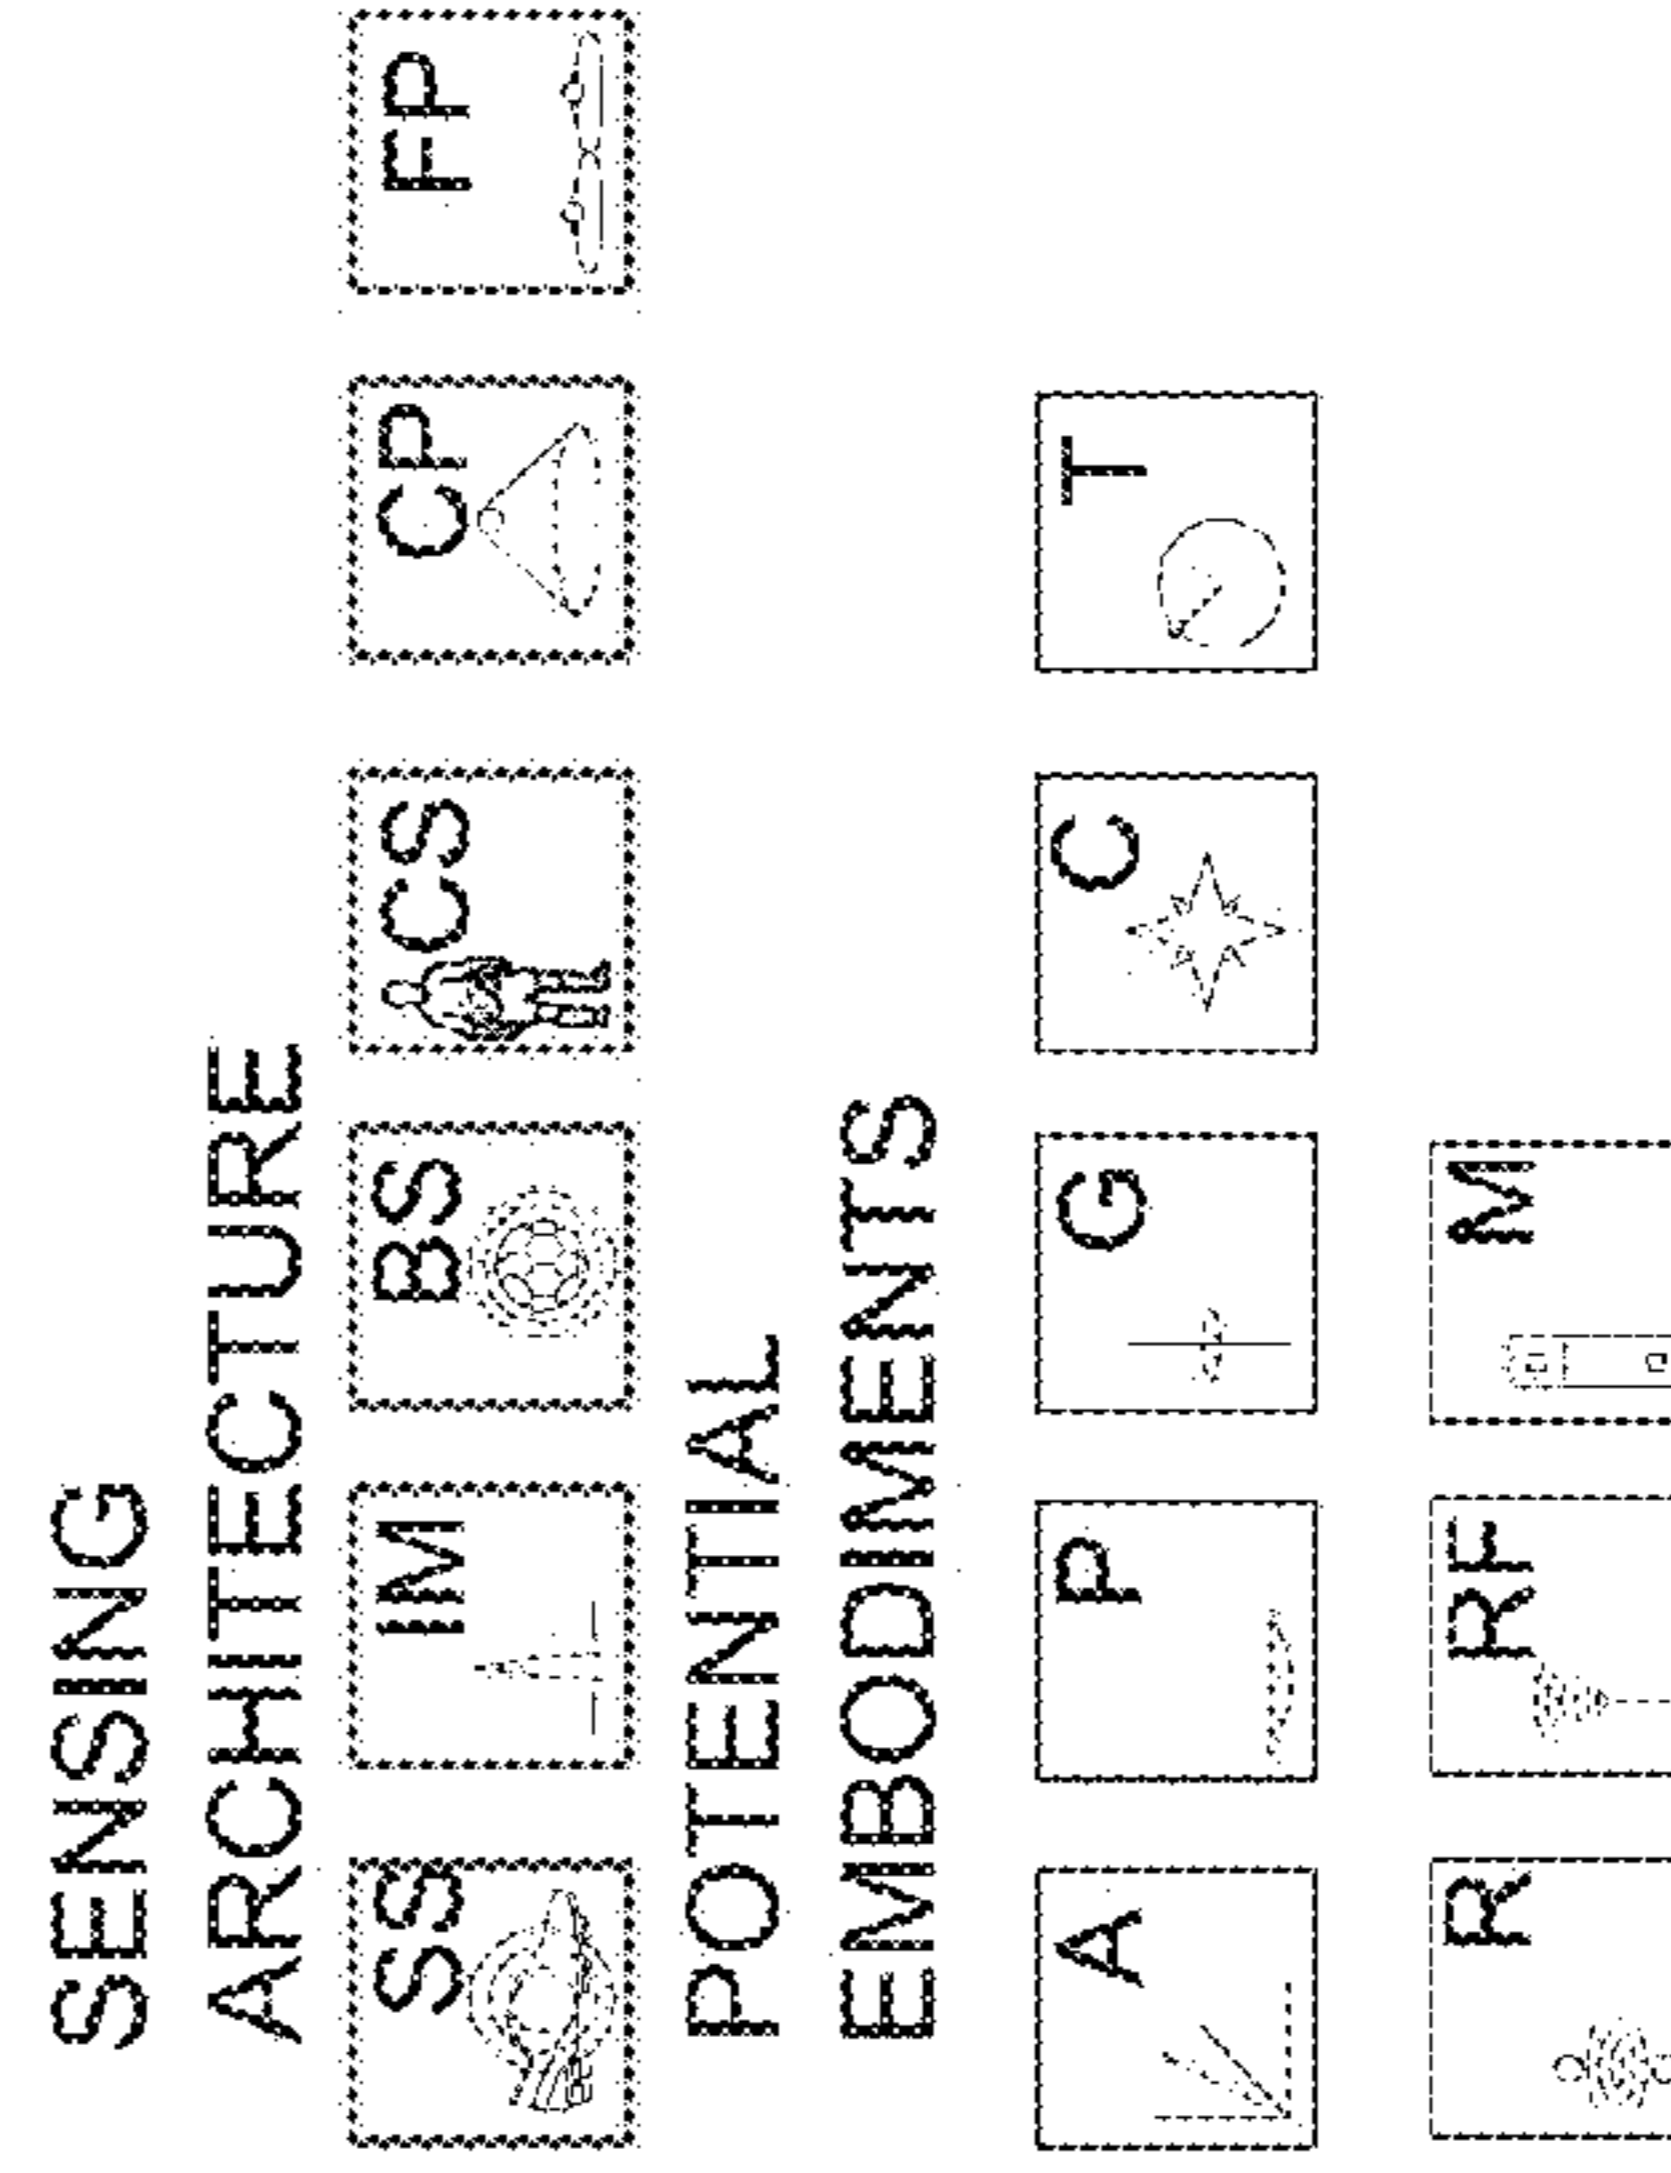 SENSING
ARCHITECTURE
SS IM BS CS CP FP
POTENTIAL
EMBODIMENTS
A P G C T
R RF M